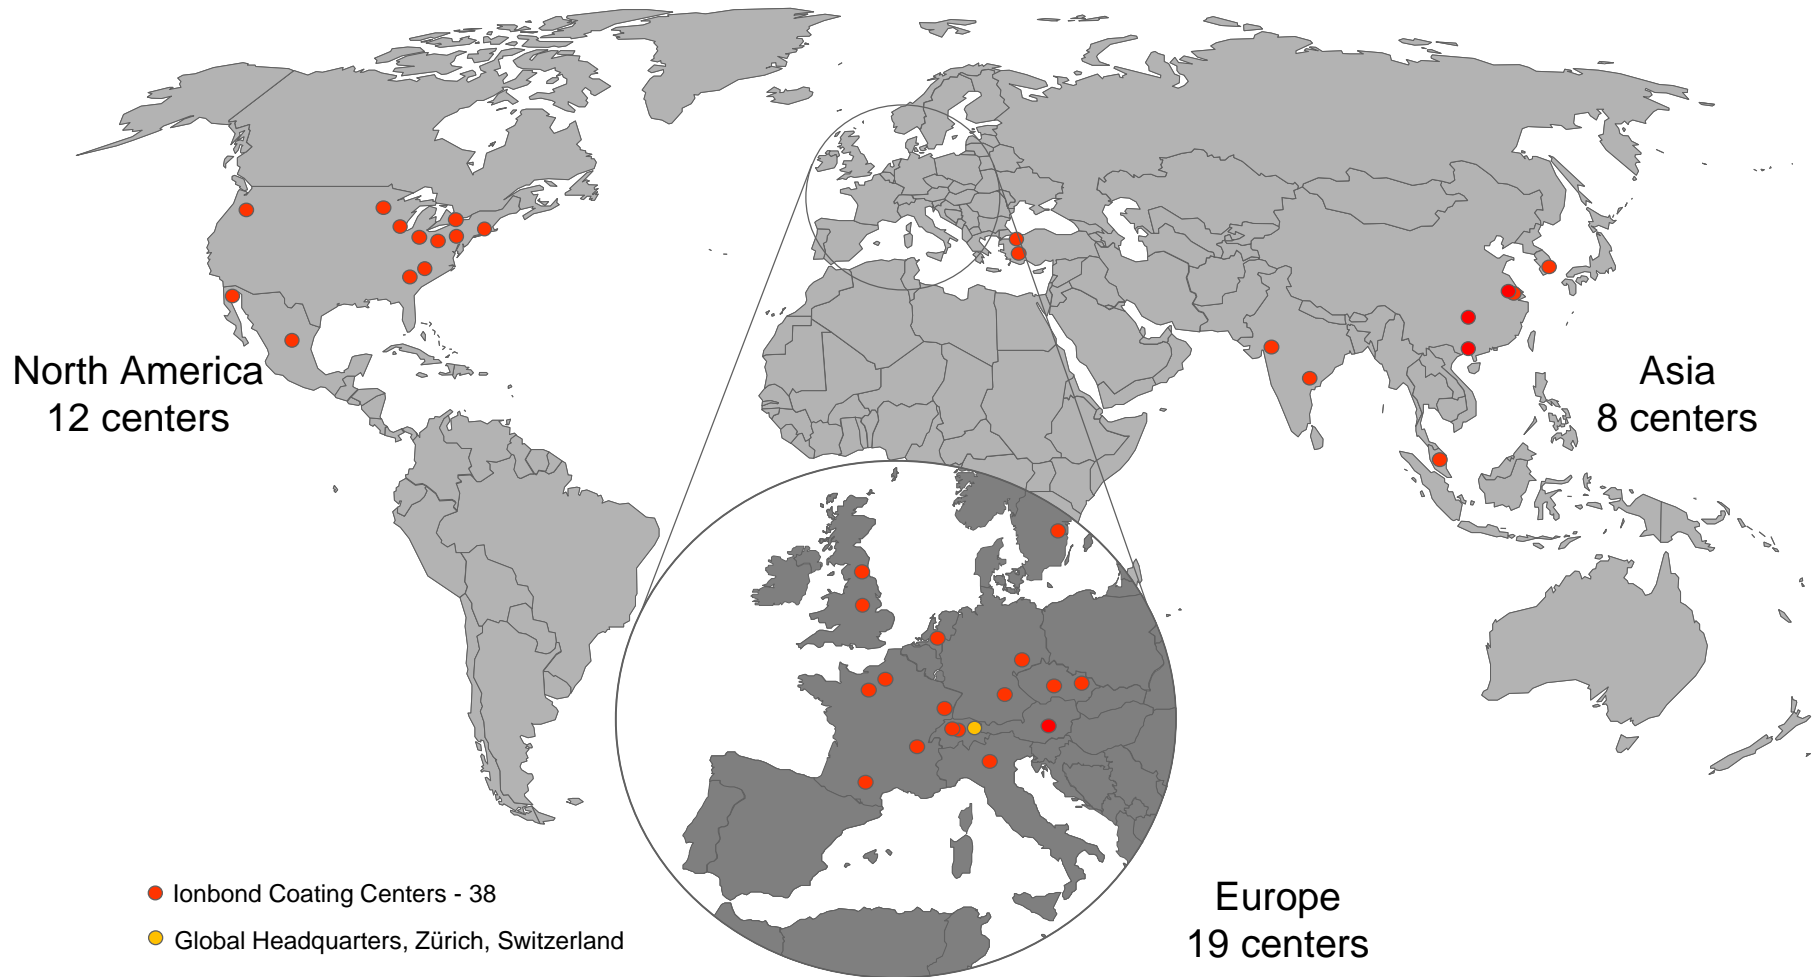 North America
12 centers
Asia
8 centers
Ionbond Coating Centers - 38
Global Headquarters, Zürich, Switzerland
Europe
19 centers